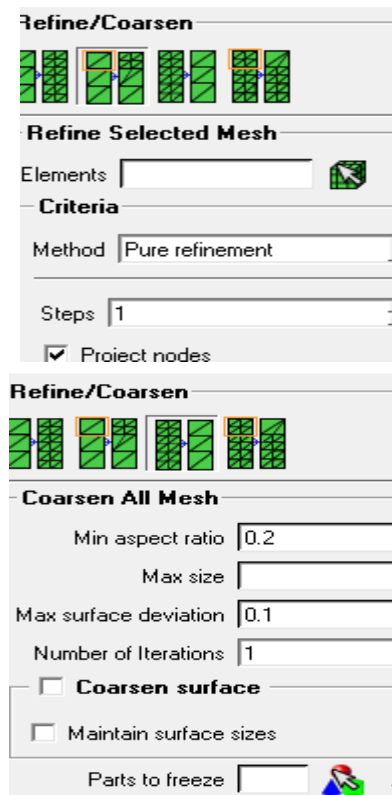 Refine/Coarsen
Refine Selected Mesh
Elements
Criteria
Method Pure refinement
Steps 1
Project nodes
Refine/Coarsen
Coarsen All Mesh
Min aspect ratio 0.2
Max size
Max surface deviation 0.1
Number of Iterations 1
Coarsen surface
Maintain surface sizes
Parts to freeze